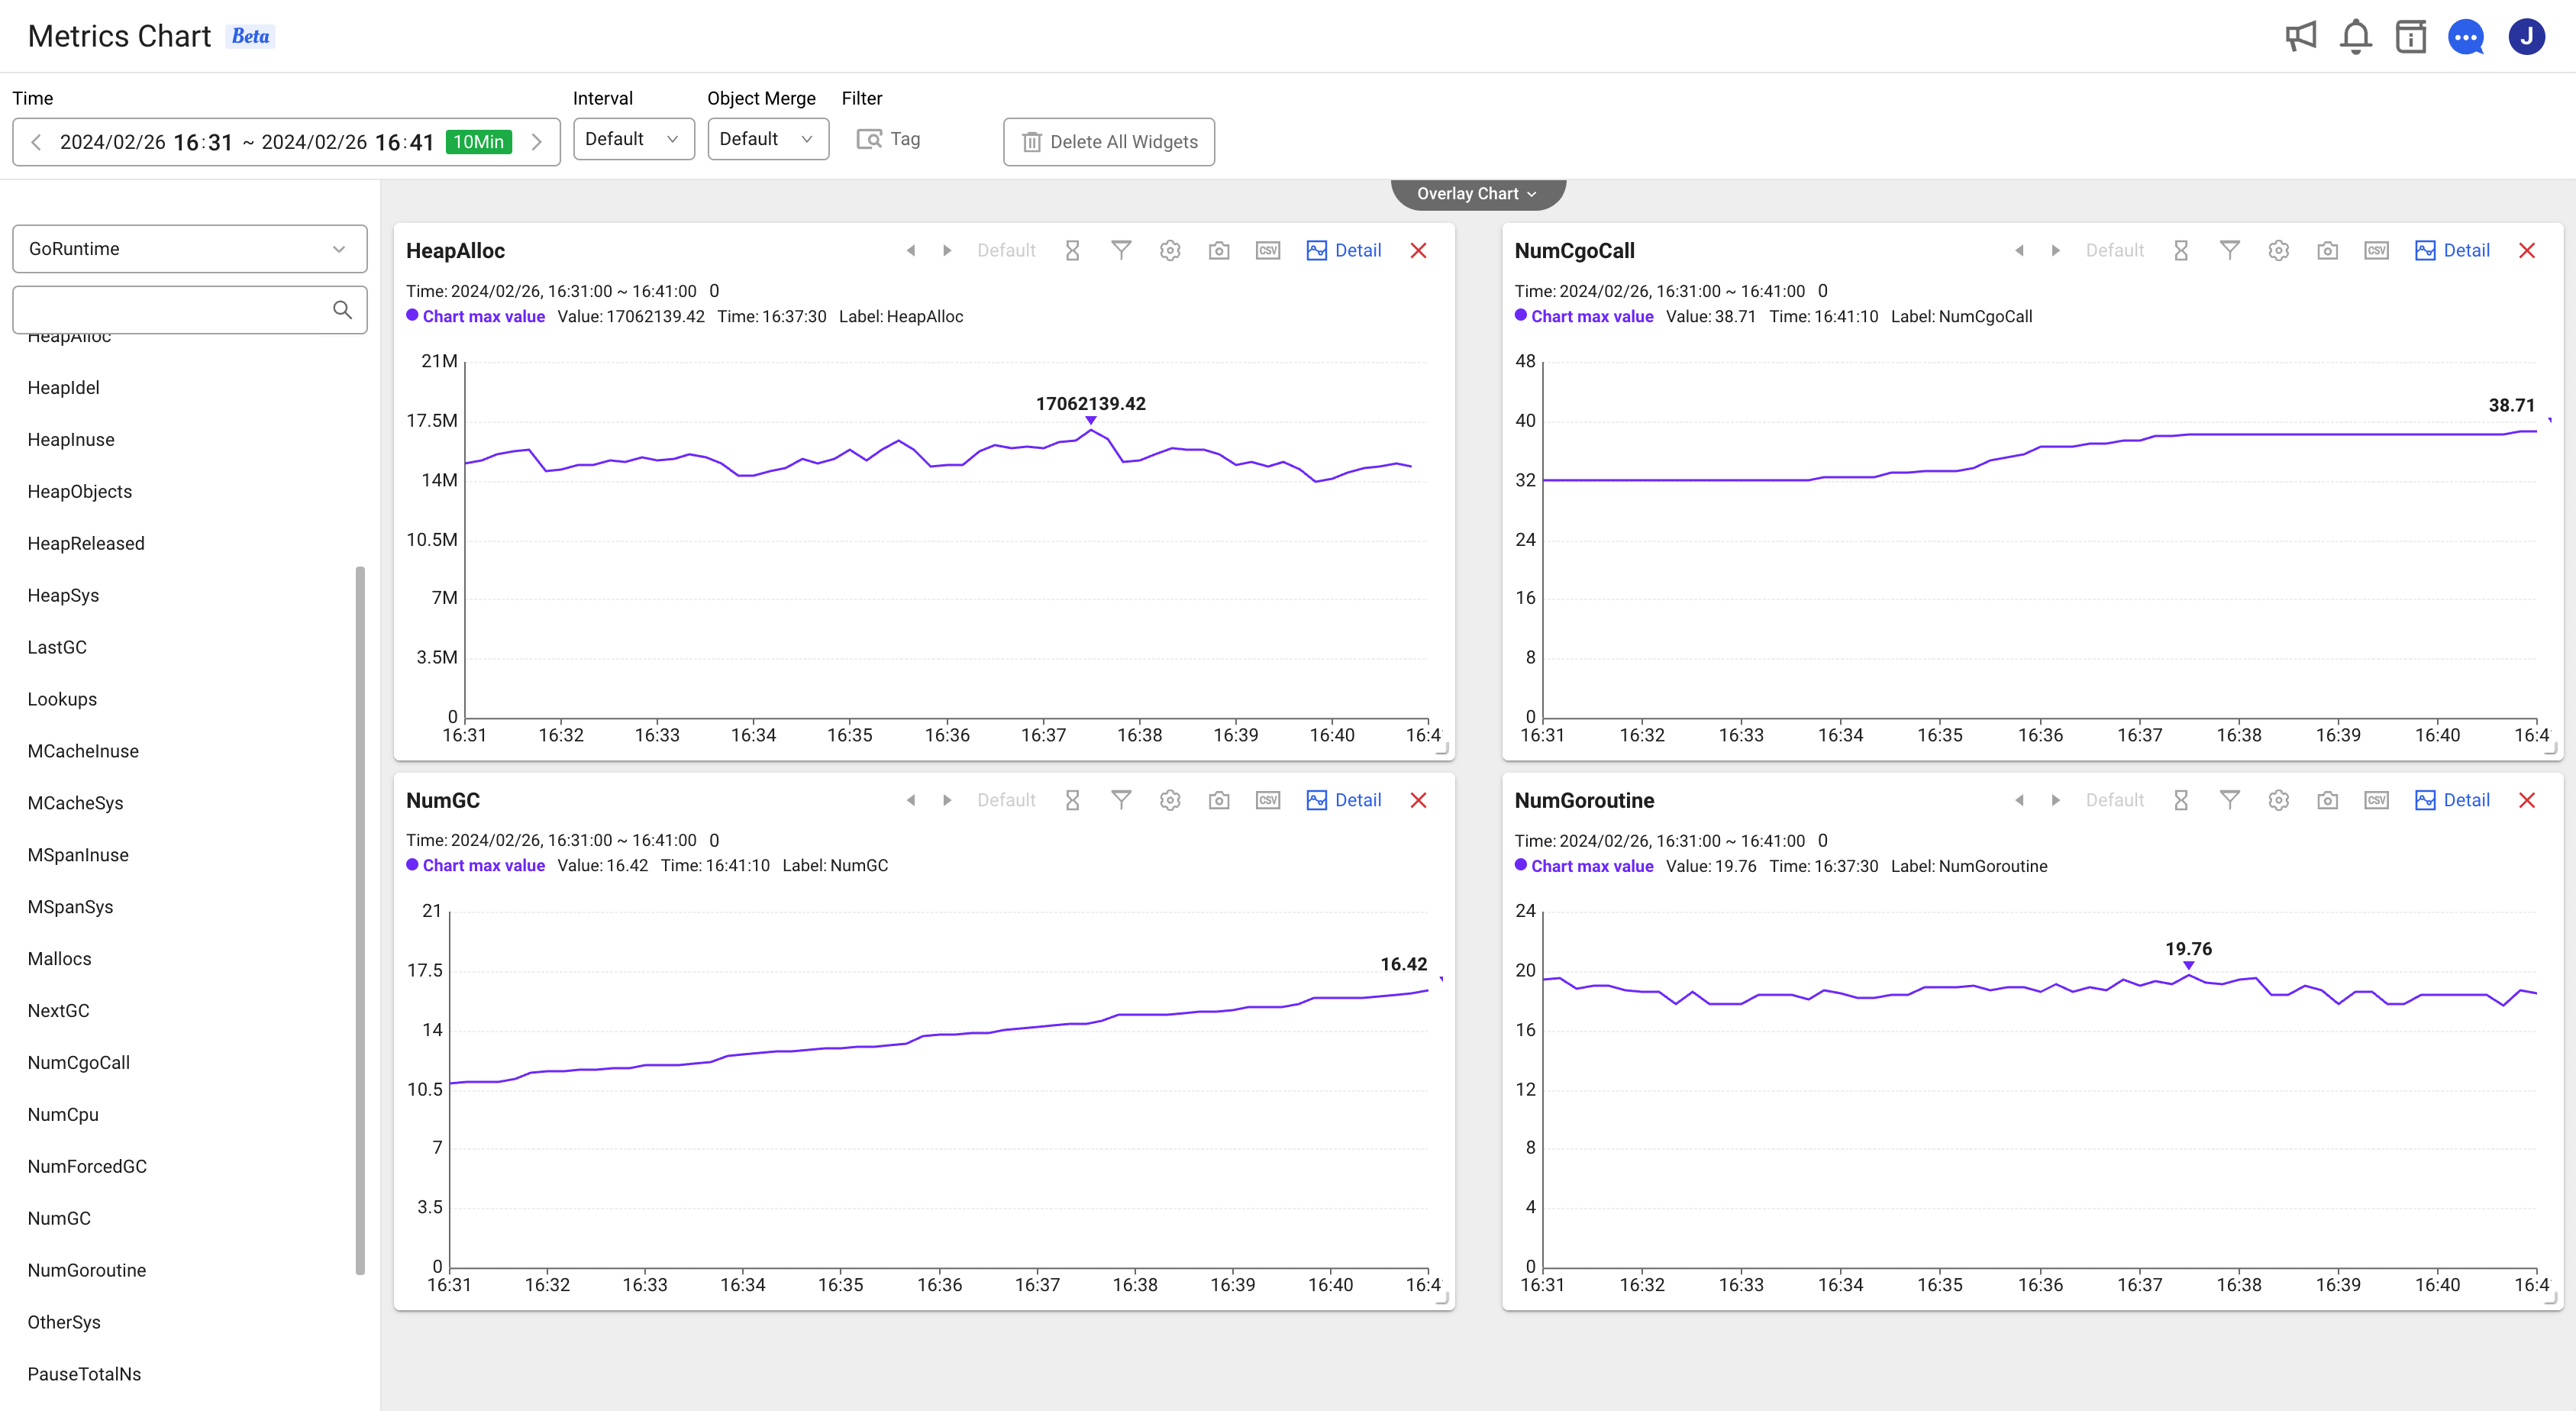 Metrics Chart Beta
J
Time Interval Object Merge Filter
2024/02/26 16:31 ~ 2024/02/26 16:41 10Min Default Default Tag Delete All Widgets
Overlay Chart
GoRuntime
HeapAlloc
HeapIdel
HeapInuse
HeapObjects
HeapReleased
HeapSys
LastGC
Lookups
MCacheInuse
MCacheSys
MSpanInuse
MSpanSys
Mallocs
NextGC
NumCgoCall
NumCpu
NumForcedGC
NumGC
NumGoroutine
OtherSys
PauseTotalNs
HeapAlloc Default CSV Detail
Time: 2024/02/26, 16:31:00 ~ 16:41:00 0
Chart max value Value: 17062139.42 Time: 16:37:30 Label: HeapAlloc
21M
17062139.42
17.5M
14M
10.5M
7M
3.5M
0
16:31 16:32 16:33 16:34 16:35 16:36 16:37 16:38 16:39 16:40 16:4
NumCgoCall Default CSV Detail
Time: 2024/02/26, 16:31:00 ~ 16:41:00 0
Chart max value Value: 38.71 Time: 16:41:10 Label: NumCgoCall
48
38.71
40
32
24
16
8
0
16:31 16:32 16:33 16:34 16:35 16:36 16:37 16:38 16:39 16:40 16:4
NumGC Default CSV Detail
Time: 2024/02/26, 16:31:00 ~ 16:41:00 0
Chart max value Value: 16.42 Time: 16:41:10 Label: NumGC
21
16.42
17.5
14
10.5
7
3.5
0
16:31 16:32 16:33 16:34 16:35 16:36 16:37 16:38 16:39 16:40 16:4
NumGoroutine Default CSV Detail
Time: 2024/02/26, 16:31:00 ~ 16:41:00 0
Chart max value Value: 19.76 Time: 16:37:30 Label: NumGoroutine
24
19.76
20
16
12
8
4
0
16:31 16:32 16:33 16:34 16:35 16:36 16:37 16:38 16:39 16:40 16:4